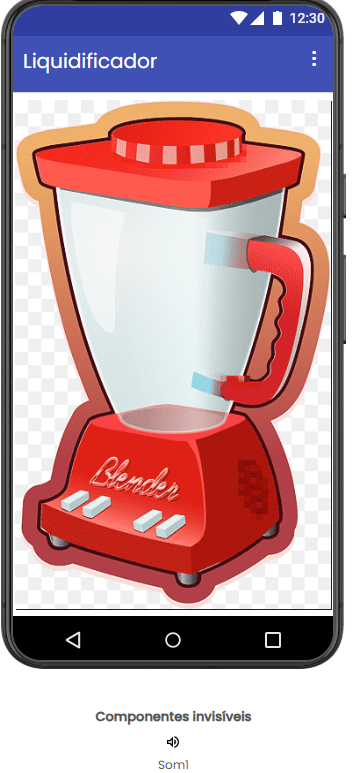 12:30
Liquidificador
Blender
Componentes invisíveis
Som1